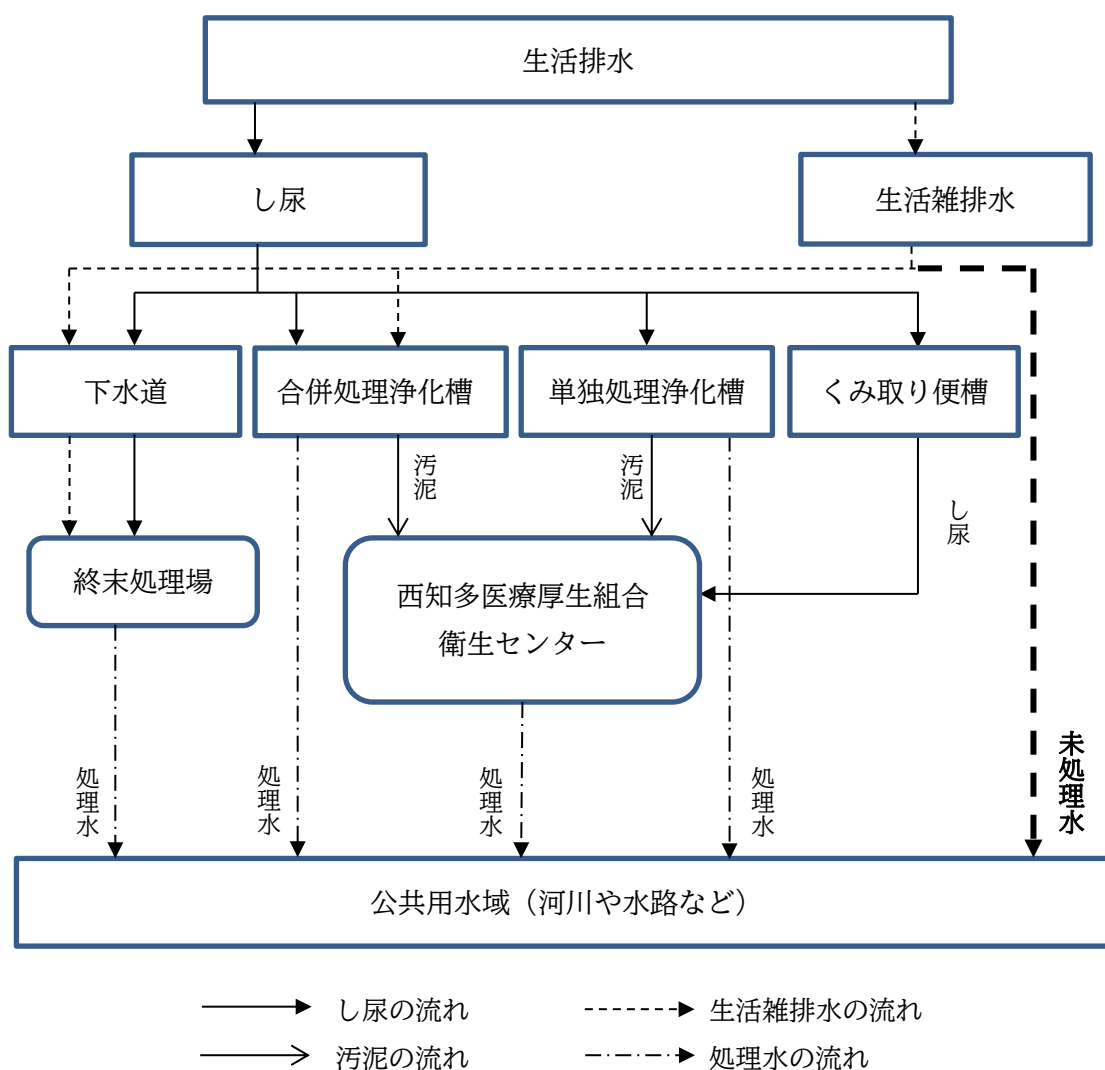 生活排水
し尿
生活雑排水
下水道
合併処理浄化槽
単独処理浄化槽
くみ取り便槽
汚泥
汚泥
し尿
終末処理場
西知多医療厚生組合
衛生センター
処理水
処理水
処理水
処理水
未処理水
公共用水域（河川や水路など）
し尿の流れ
生活雑排水の流れ
汚泥の流れ
処理水の流れ